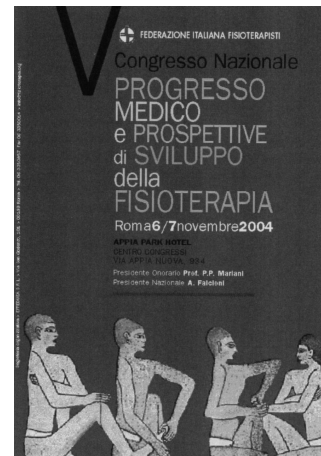 FEDERAZIONE ITALIANA FISIOTERAPISTI
V
Congresso Nazionale
PROGRESSO
MEDICO
e PROSPETTIVE
di SVILUPPO
della
FISIOTERAPIA
Roma6/7novembre2004
APPIA PARK HOTEL
CENTRO CONGRESSI
VIA APPIA NUOVA, 934
Presidente Onorario Prof. P.P. Mariani
Presidente Nazionale A. Falcioni